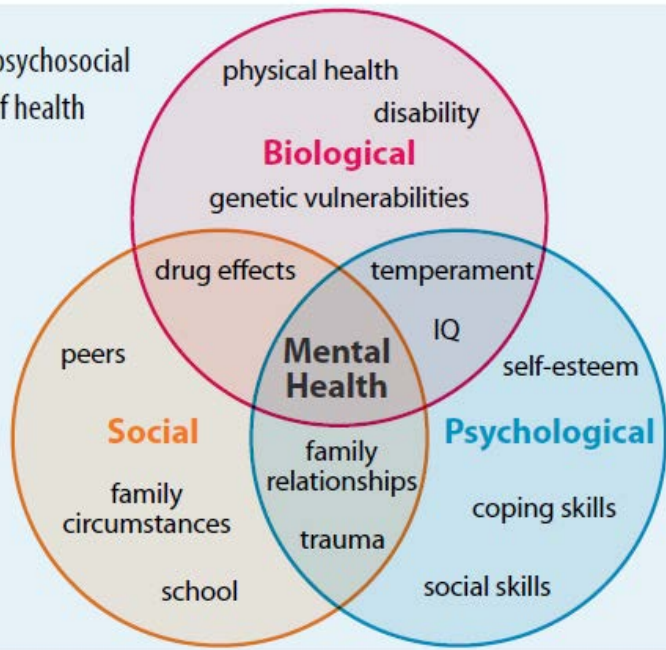 psychosocial
f health
physical health
disability
Biological
genetic vulnerabilities
drug effects
temperament
IQ
peers
Mental
Health
self-esteem
Social
Psychological
family
relationships
family
circumstances
coping skills
trauma
school
social skills